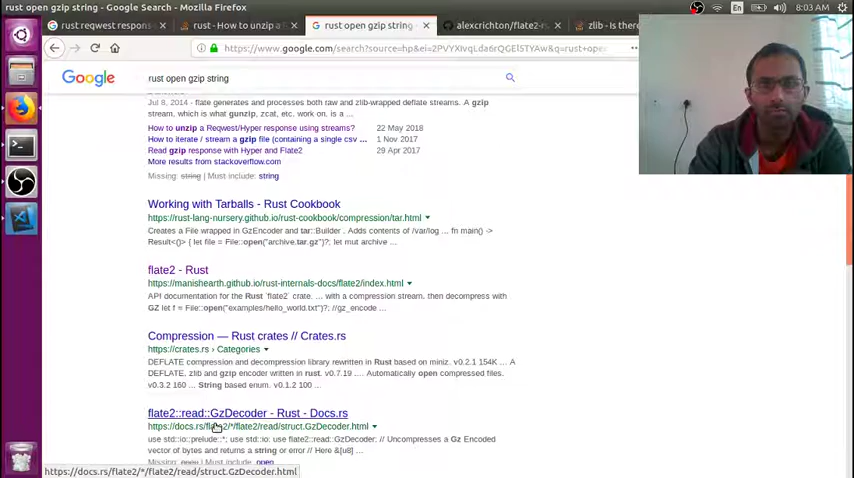 rust open gzip string - Google Search - Mozilla Firefox
En
8:03 AM
rust reqwest respons
rust - How to unzip a
rust open gzip string -
alexcrichton/flate2-rs
zlib - Is there
https://www.google.com/search?source=hp&ei=2PVYXIvqLda6rQGEl5TYAw&q=rust+ope
Google
rust open gzip string
Jul 8, 2014 - flate generates and processes both raw and zlib-wrapped deflate streams. A gzip
stream, which is what gunzip, zcat, etc. work on, is a ...
How to unzip a Reqwest/Hyper response using streams? 22 May 2018
How to iterate / stream a gzip file (containing a single csv ... 1 Nov 2017
Read gzip response with Hyper and Flate2 29 Apr 2017
More results from stackoverflow.com
Missing: string | Must include: string
Working with Tarballs - Rust Cookbook
https://rust-lang-nursery.github.io/rust-cookbook/compression/tar.html
Creates a File wrapped in GzEncoder and tar::Builder . Adds contents of /var/log ... fn main() ->
Result<()> { let file = File::open("archive.tar.gz")?; let mut archive ...
flate2 - Rust
https://manishearth.github.io/rust-internals-docs/flate2/index.html
API documentation for the Rust `flate2` crate. ... with a compression stream, then decompress with
GZ let f = File::open("examples/hello_world.txt")?; //gz_encode ...
Compression — Rust crates // Crates.rs
https://crates.rs › Categories
DEFLATE compression and decompression library rewritten in Rust based on miniz. v0.2.1 154K ... A
DEFLATE, zlib and gzip encoder written in rust. v0.7.19 .... Automatically open compressed files.
v0.3.2 160 ... String based enum. v0.1.2 100 ...
flate2::read::GzDecoder - Rust - Docs.rs
https://docs.rs/flate2/*/flate2/read/struct.GzDecoder.html
use std::io::prelude::*; use std::io; use flate2::read::GzDecoder; // Uncompresses a Gz Encoded
vector of bytes and returns a string or error // Here &[u8] ...
Missing: gzip | Must include: open
https://docs.rs/flate2/*/flate2/read/struct.GzDecoder.html